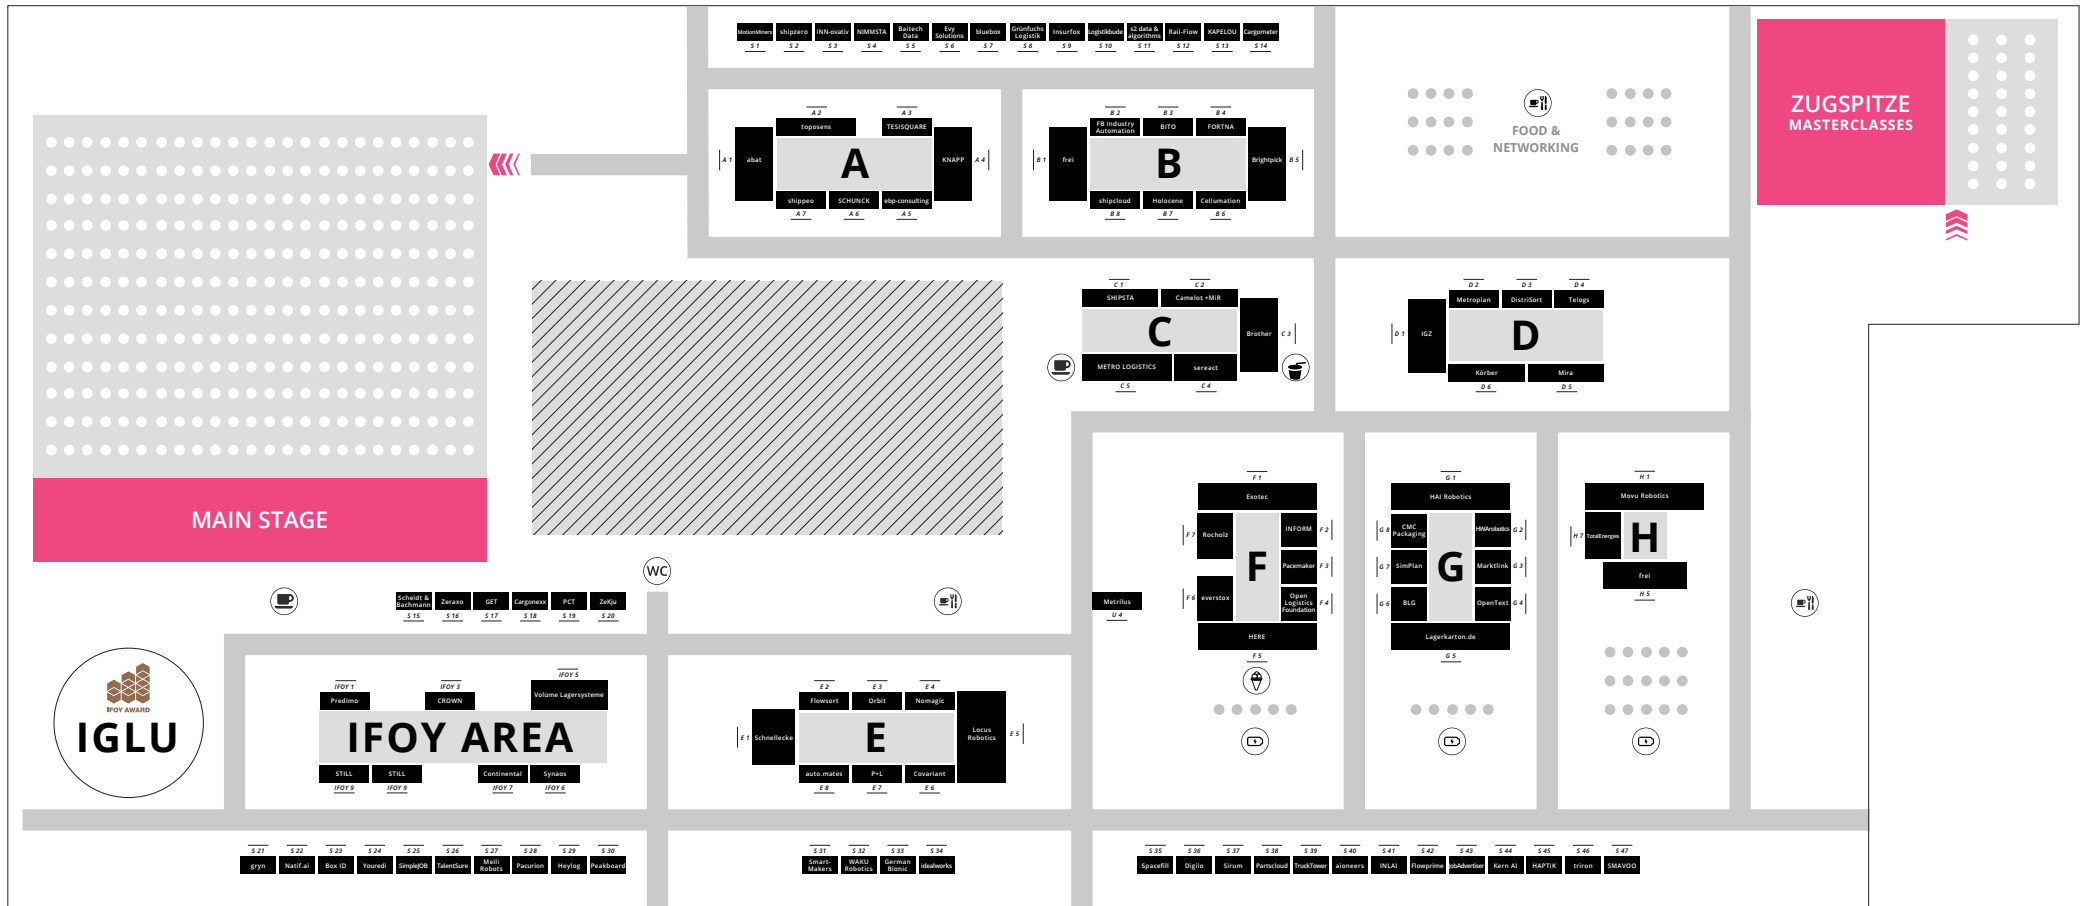 MotionMiners
shipzero
INN-ovativ
NIMMSTA
Baitech
Data
Evy
Solutions
bluebox
Grünfuchs
Logistik
Insurfox
Logistikbude
s2 data &
algorithms
Rail-Flow
KAPELOU
Cargometer
S 1
S 2
S 3
S 4
S 5
S 6
S 7
S 8
S 9
S 10
S 11
S 12
S 13
S 14
ZUGSPITZE
MASTERCLASSES
FOOD &
NETWORKING
A 2
A 3
toposens
TESISQUARE
A 1
abat
A
KNAPP
A 4
shippeo
SCHUNCK
ebp-consulting
A 7
A 6
A 5
B 2
B 3
B 4
FB Industry
Automation
BITO
FORTNA
B 1
frei
B
Brightpick
B 5
shipcloud
Holocene
Cellumation
B 8
B 7
B 6
C 1
C 2
SHIPSTA
Camelot +MiR
C
Brother
C 3
METRO LOGISTICS
sereact
C 5
C 4
D 2
D 3
D 4
Metroplan
DistriSort
Telogs
D 1
IGZ
D
Körber
Mira
D 6
D 5
MAIN STAGE
F 1
Exotec
F 7
Rocholz
INFORM
F 2
F
Pacemaker
F 3
F 6
everstox
Open
Logistics
Foundation
F 4
HERE
F 5
G 1
HAI Robotics
G 8
CMC
Packaging
HWArobotics
G 2
G 7
SimPlan
G
Marktlink
G 3
G 6
BLG
OpenText
G 4
Lagerkarton.de
G 5
H 1
Movu Robotics
H 7
TotalEnergies
H
frei
H 5
WC
Metrilus
U 4
Scheidt &
Bachmann
Zeraxo
GET
Cargonexx
PCT
ZeKju
S 15
S 16
S 17
S 18
S 19
S 20
IFOY AWARD
IGLU
IFOY 1
IFOY 3
IFOY 5
Predimo
CROWN
Volume Lagersysteme
IFOY AREA
STILL
STILL
Continental
Synaos
IFOY 9
IFOY 9
IFOY 7
IFOY 6
E 2
E 3
E 4
Flowsort
Orbit
Nomagic
E 1
Schnellecke
E
Locus
Robotics
E 5
auto.mates
P+L
Covariant
E 8
E 7
E 6
S 21
S 22
S 23
S 24
S 25
S 26
S 27
S 28
S 29
S 30
gryn
Natif.ai
Box ID
Youredi
SimpleJOB
TalentSure
Meili
Robots
Pacurion
Heylog
Peakboard
S 31
S 32
S 33
S 34
Smart-
Makers
WAKU
Robotics
German
Bionic
idealworks
S 35
S 36
S 37
S 38
S 39
S 40
S 41
S 42
S 43
S 44
S 45
S 46
S 47
Spacefill
Digilo
Sirum
Partscloud
TruckTower
aioneers
INLAI
Flowprime
JobAdvertiser
Kern AI
HAPTIK
triron
SMAVOO